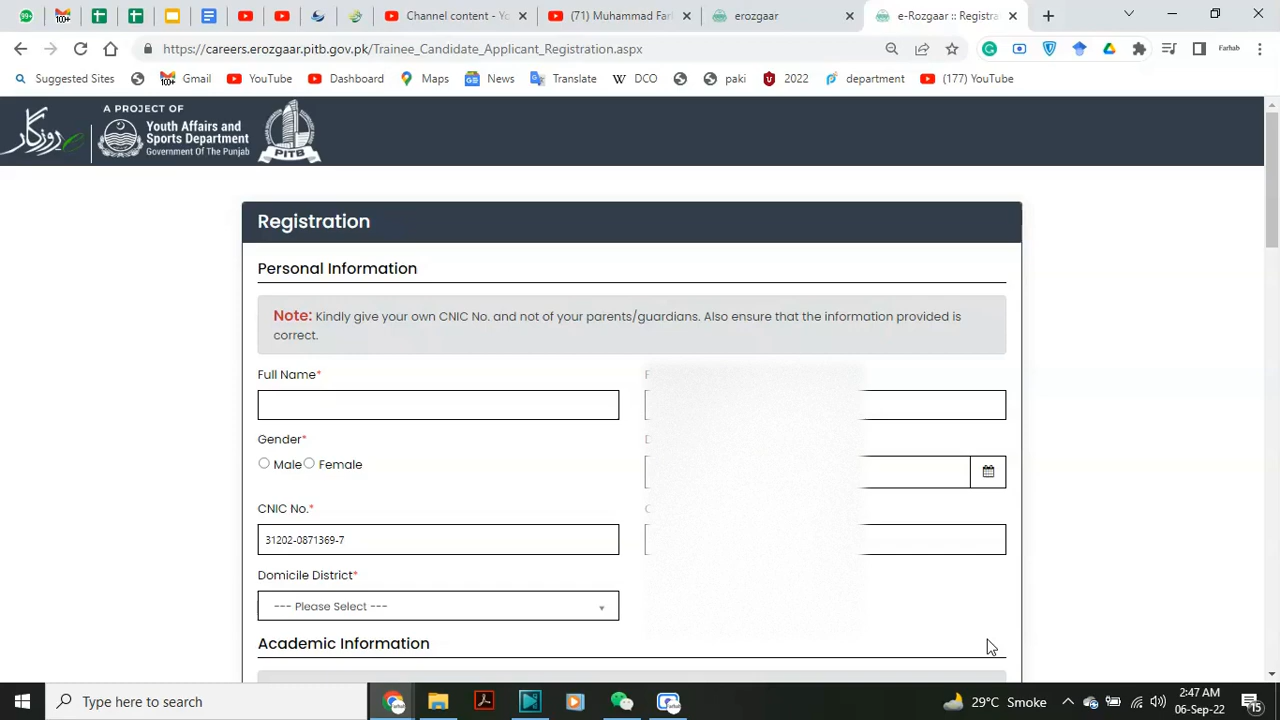 Channel content - Yo
(71) Muhammad Far
erozgaar
e-Rozgaar :: Registra
https://careers.erozgaar.pitb.gov.pk/Trainee_Candidate_Applicant_Registration.aspx
Farhab
Suggested Sites
Gmail
YouTube
Dashboard
Maps
News
Translate
DCO
paki
2022
department
(177) YouTube
روزگار
A PROJECT OF
Youth Affairs and
Sports Department
Government Of The Punjab
PITB
Registration
Personal Information
Note: Kindly give your own CNIC No. and not of your parents/guardians. Also ensure that the information provided is
correct.
Full Name*
Gender*
Male Female
CNIC No.*
31202-0871369-7
Domicile District*
--- Please Select ---
Academic Information
Type here to search
29°C Smoke
2:47 AM
06-Sep-22
15